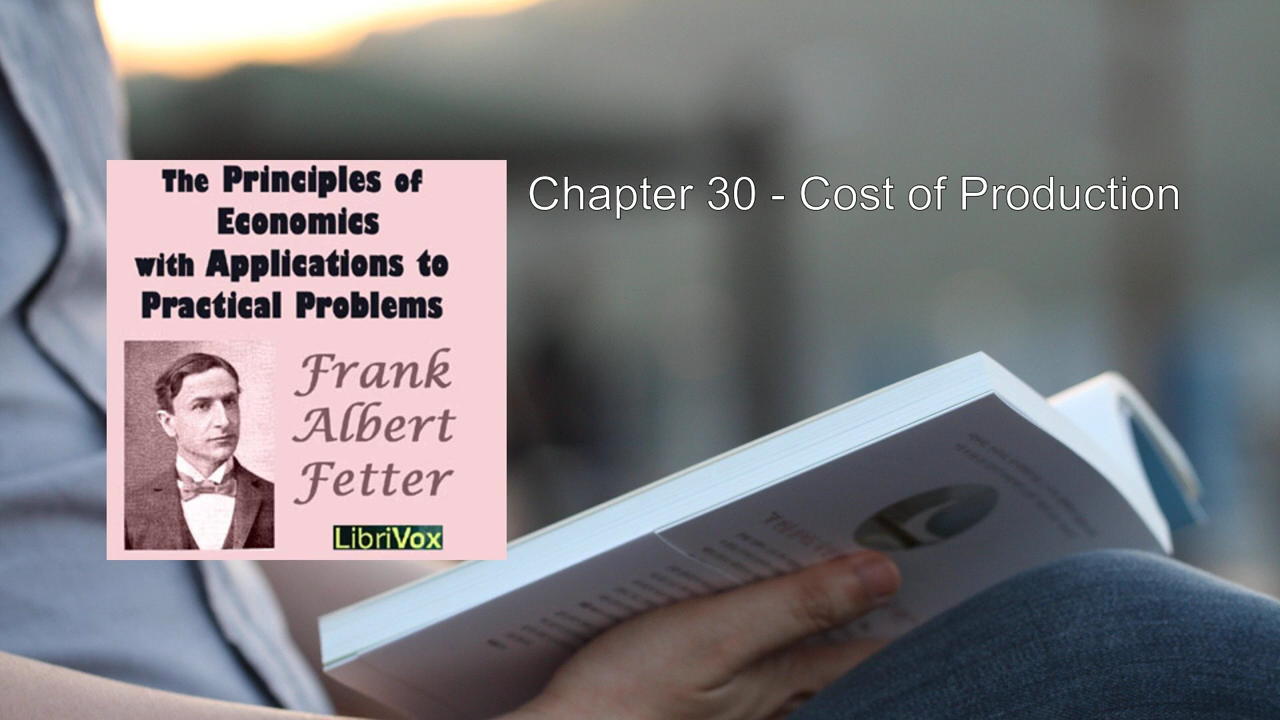 The Principles of
Economics
with Applications to
Practical Problems
Frank
Albert
Fetter
LibriVox
Chapter 30 - Cost of Production